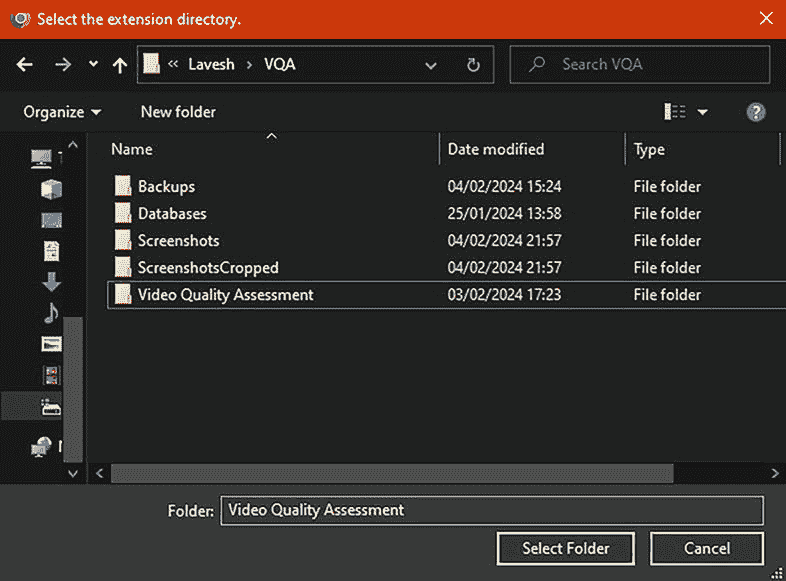 Select the extension directory.
« Lavesh › VQA
Search VQA
Organize New folder
Name Date modified Type
Backups 04/02/2024 15:24 File folder
Databases 25/01/2024 13:58 File folder
Screenshots 04/02/2024 21:57 File folder
ScreenshotsCropped 04/02/2024 21:57 File folder
Video Quality Assessment 03/02/2024 17:23 File folder
Folder: Video Quality Assessment
Select Folder Cancel